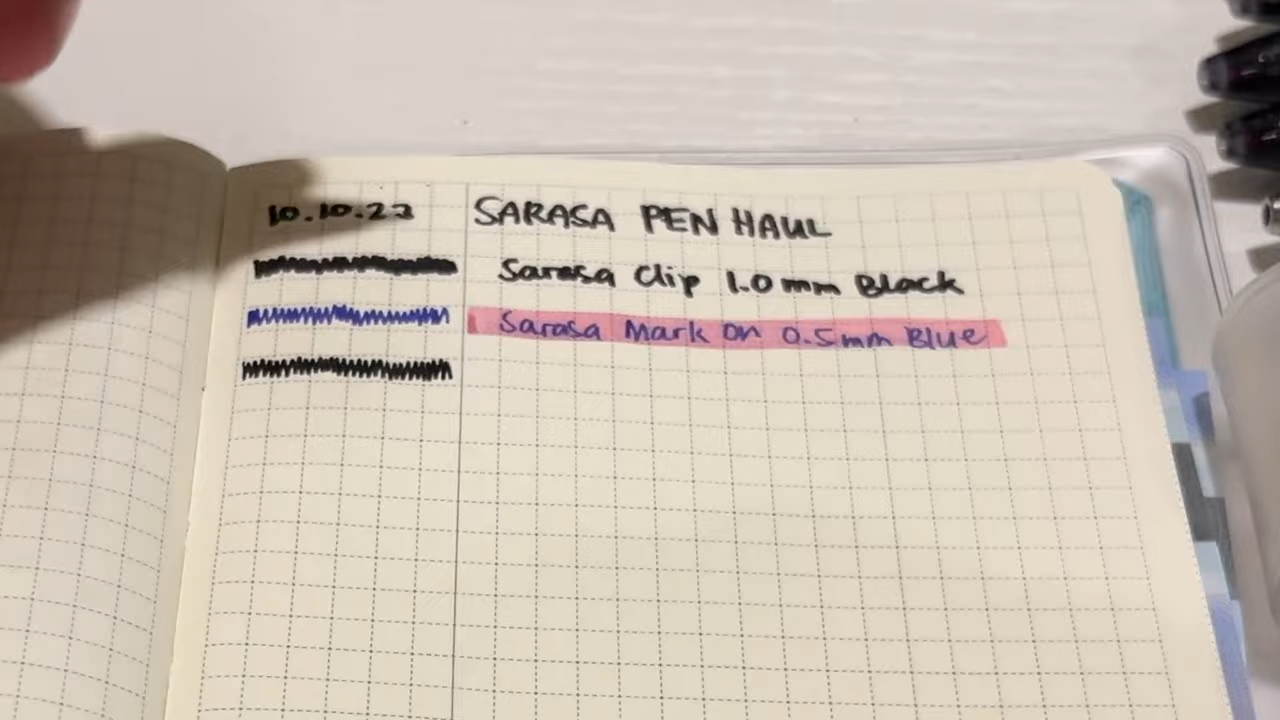 10.10.22 SARASA PEN HAUL
Sarasa Clip 1.0mm Black
Sarasa Mark on 0.5mm Blue